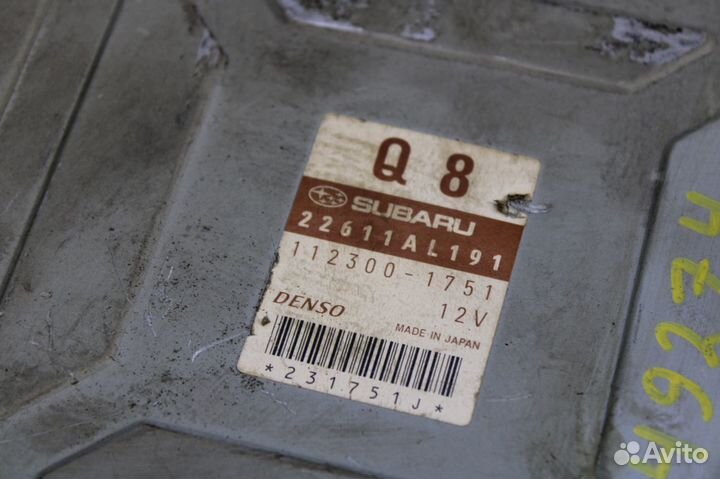 Q 8
SUBARU
22611AL191
112300-1751
DENSO 12V
MADE IN JAPAN
*231751J*
Avito